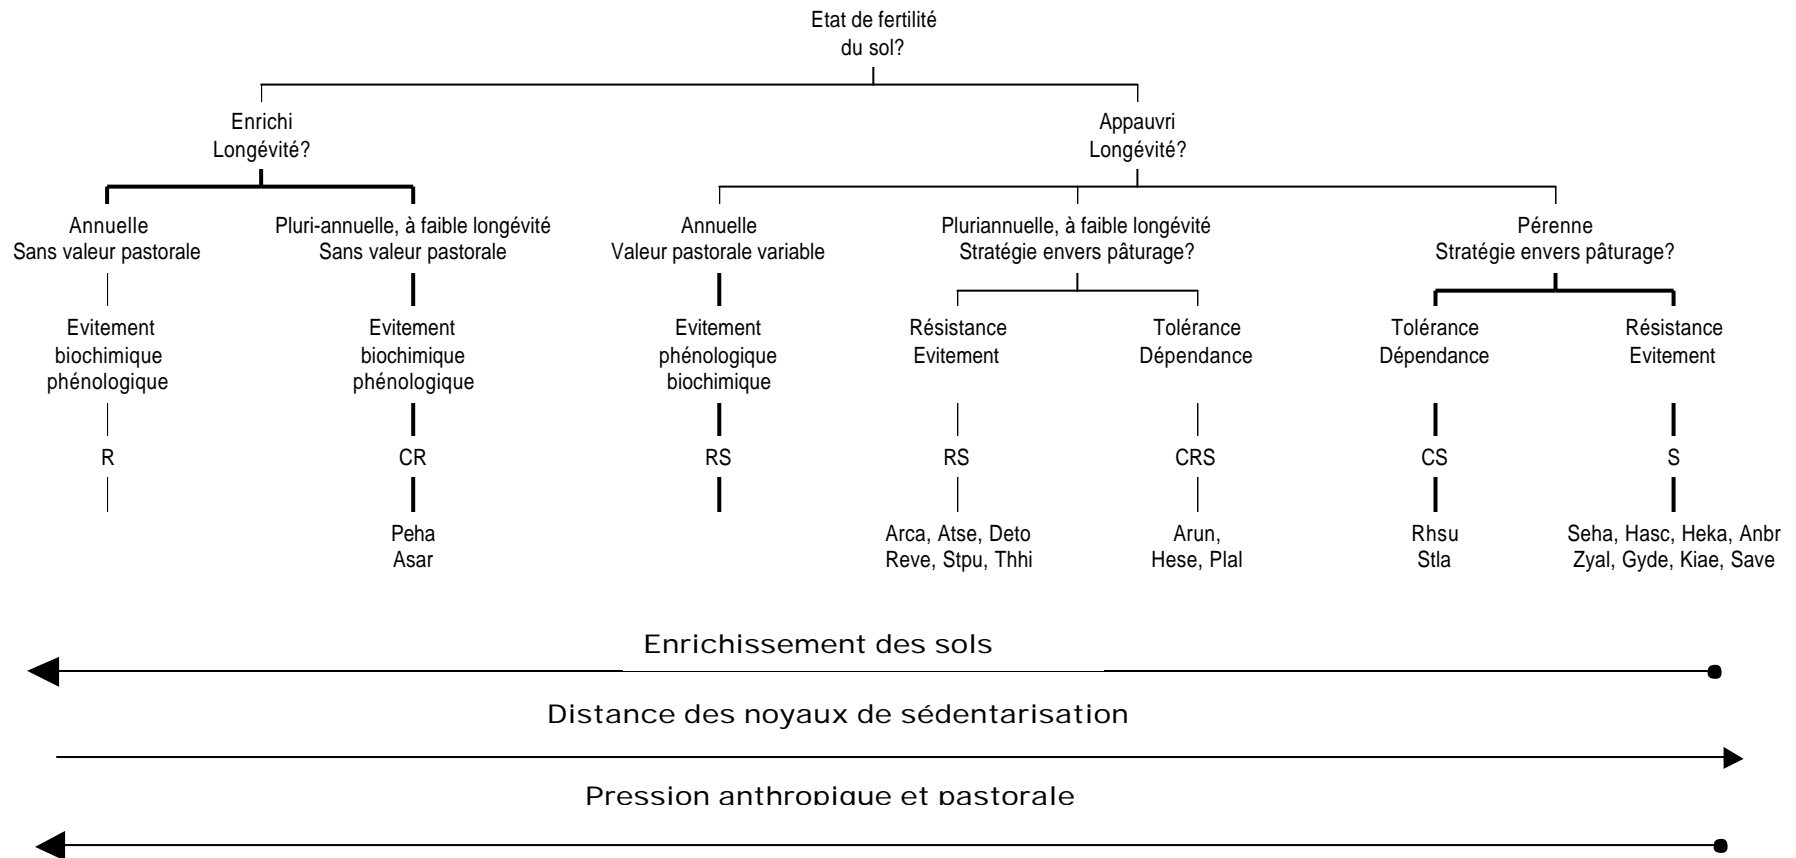 Etat de fertilité
du sol?
Enrichi
Longévité?
Appauvri
Longévité?
Annuelle
Sans valeur pastorale
Pluri-annuelle, à faible longévité
Sans valeur pastorale
Annuelle
Valeur pastorale variable
Pluriannuelle, à faible longévité
Stratégie envers pâturage?
Pérenne
Stratégie envers pâturage?
Evitement
biochimique
phénologique
Evitement
biochimique
phénologique
Evitement
phénologique
biochimique
Résistance
Evitement
Tolérance
Dépendance
Tolérance
Dépendance
Résistance
Evitement
R
CR
RS
RS
CRS
CS
S
Peha
Asar
Arca, Atse, Deto
Reve, Stpu, Thhi
Arun,
Hese, Plal
Rhsu
Stla
Seha, Hasc, Heka, Anbr
Zyal, Gyde, Kiae, Save
Enrichissement des sols
Distance des noyaux de sédentarisation
Pression anthropique et pastorale